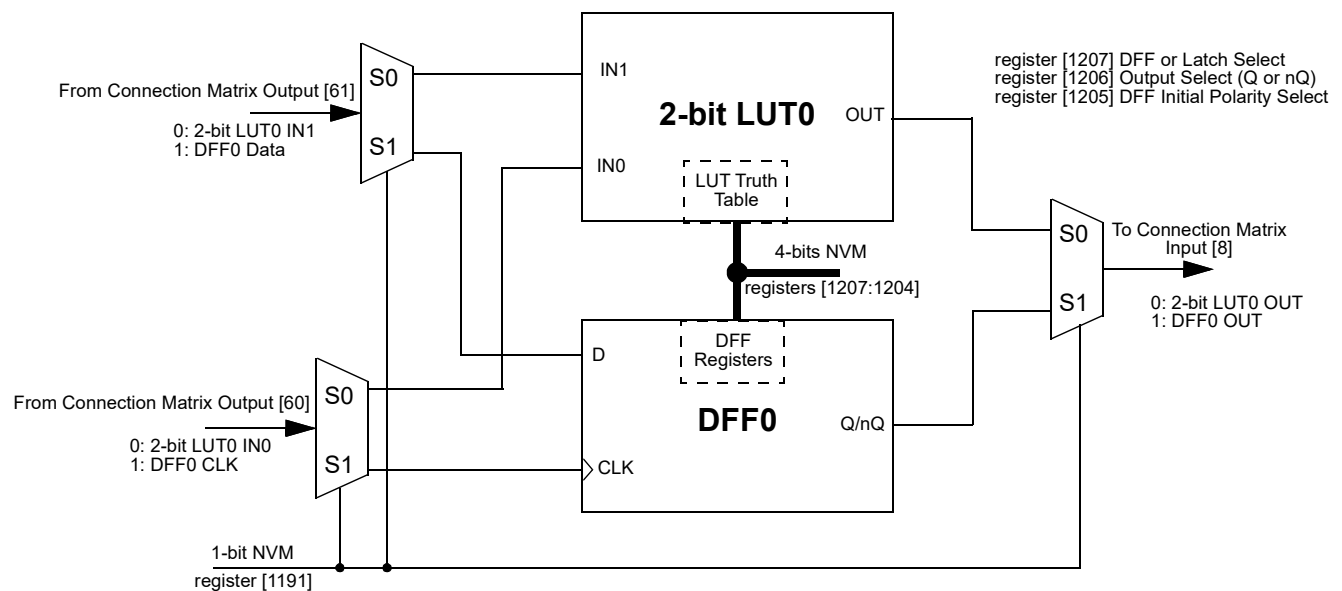 From Connection Matrix Output [61]
0: 2-bit LUT0 IN1
1: DFF0 Data
S0
S1
IN1
IN0
2-bit LUT0
OUT
LUT Truth
Table
register [1207] DFF or Latch Select
register [1206] Output Select (Q or nQ)
register [1205] DFF Initial Polarity Select
4-bits NVM
registers [1207:1204]
S0
S1
To Connection Matrix
Input [8]
0: 2-bit LUT0 OUT
1: DFF0 OUT
DFF
Registers
D
DFF0
Q/nQ
CLK
From Connection Matrix Output [60]
0: 2-bit LUT0 IN0
1: DFF0 CLK
S0
S1
1-bit NVM
register [1191]